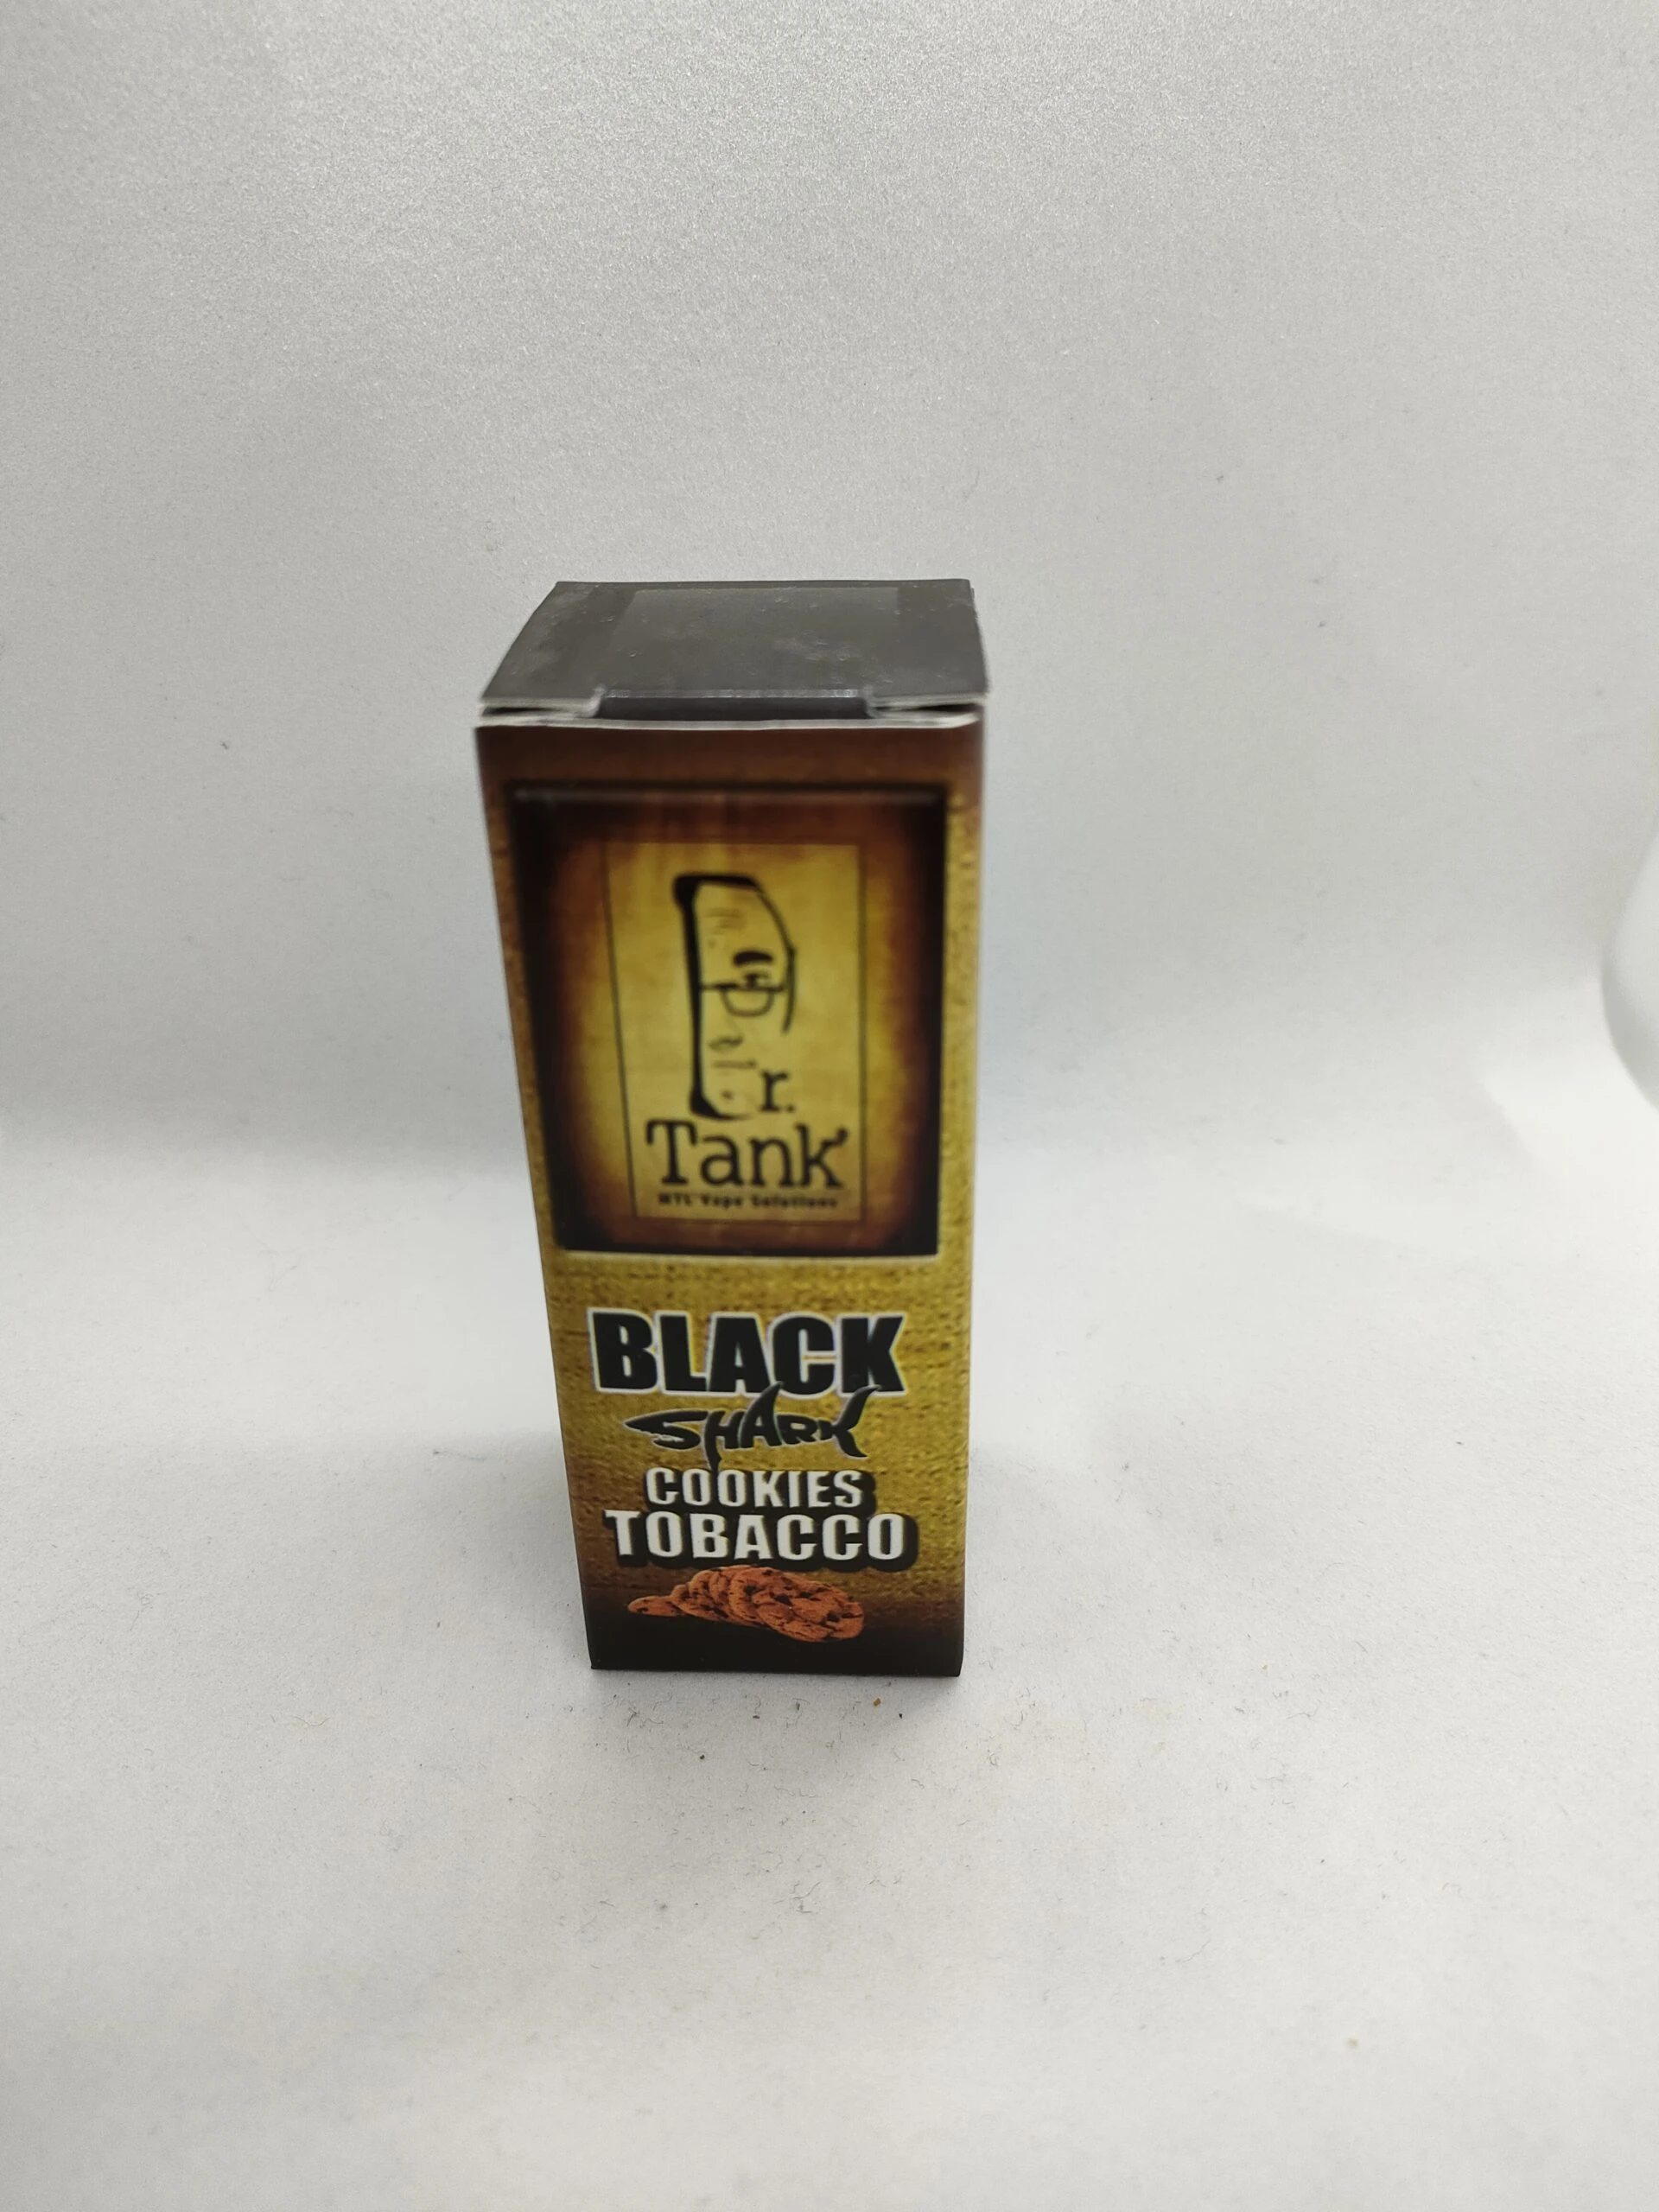 Dr.
Tank
MTL Vape Solutions
BLACK
SHARK
COOKIES
TOBACCO